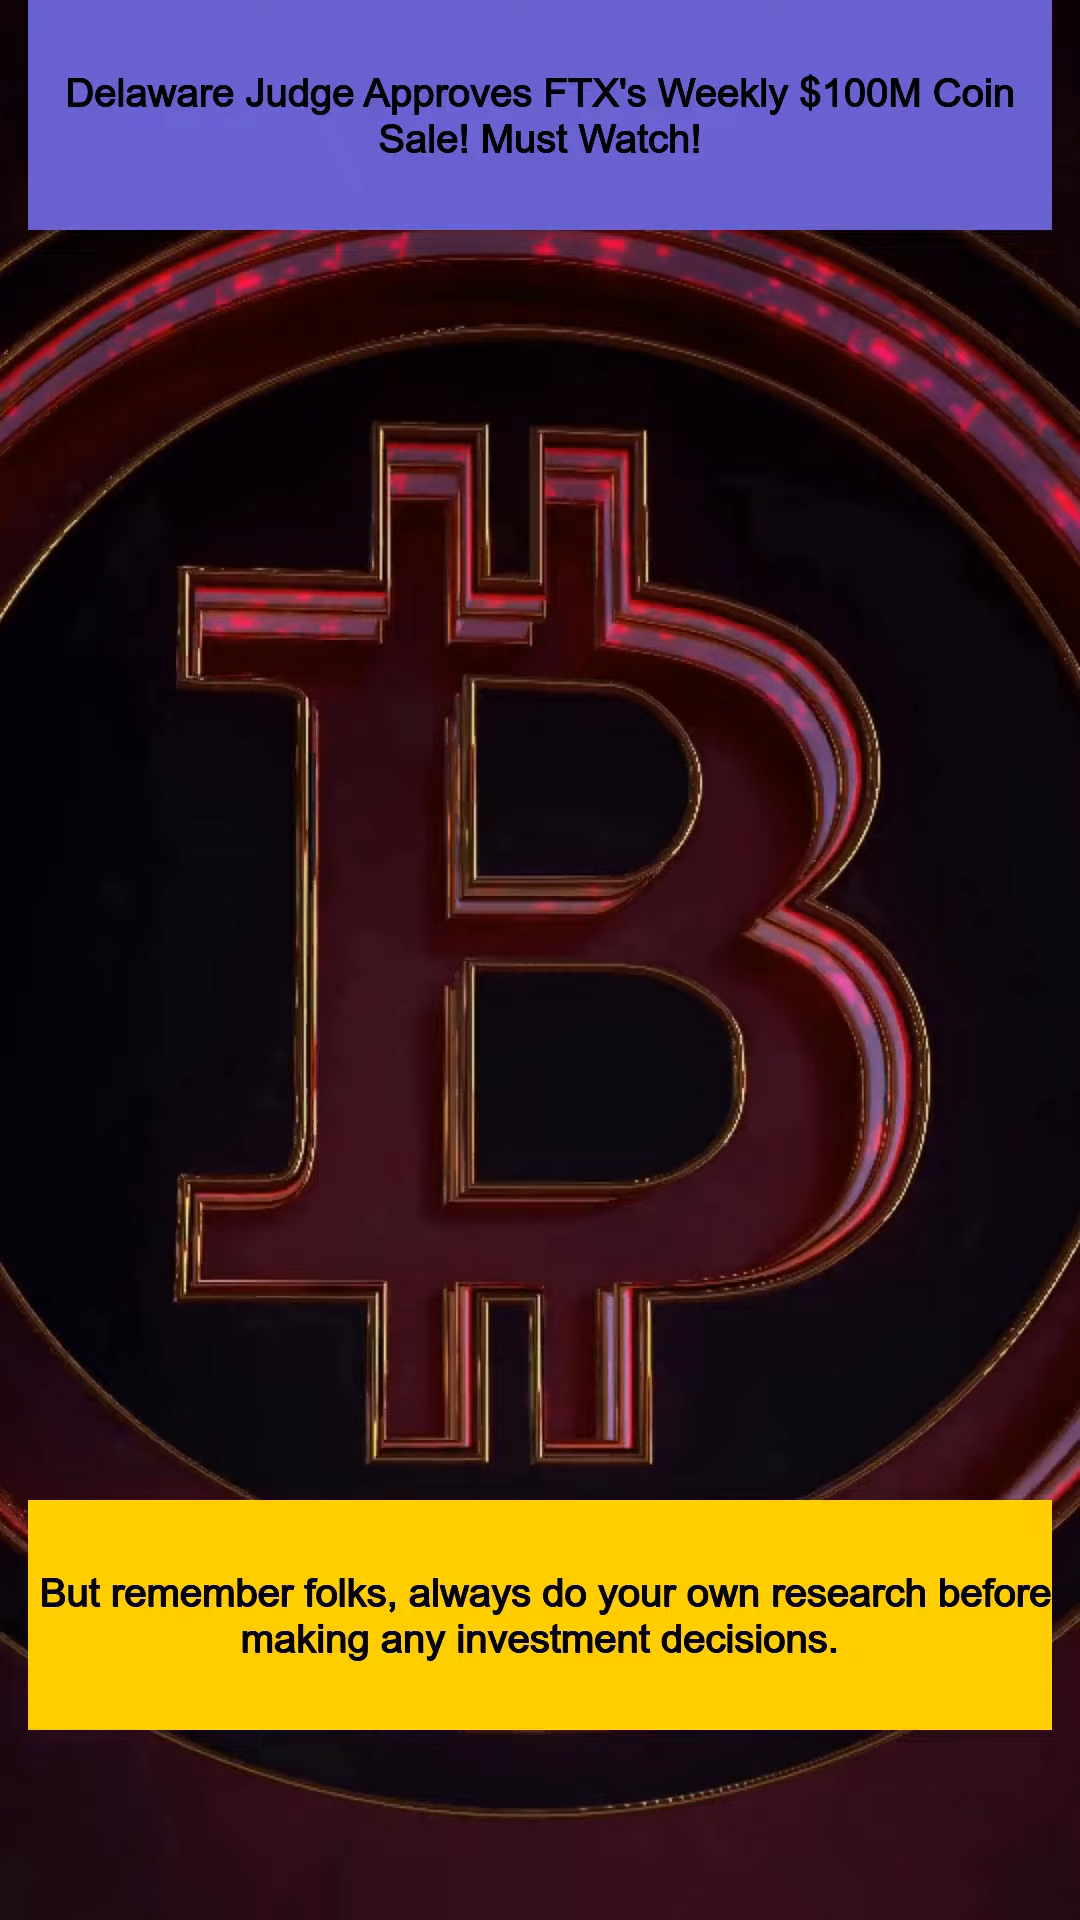 Delaware Judge Approves FTX's Weekly $100M Coin
Sale! Must Watch!
But remember folks, always do your own research before
making any investment decisions.